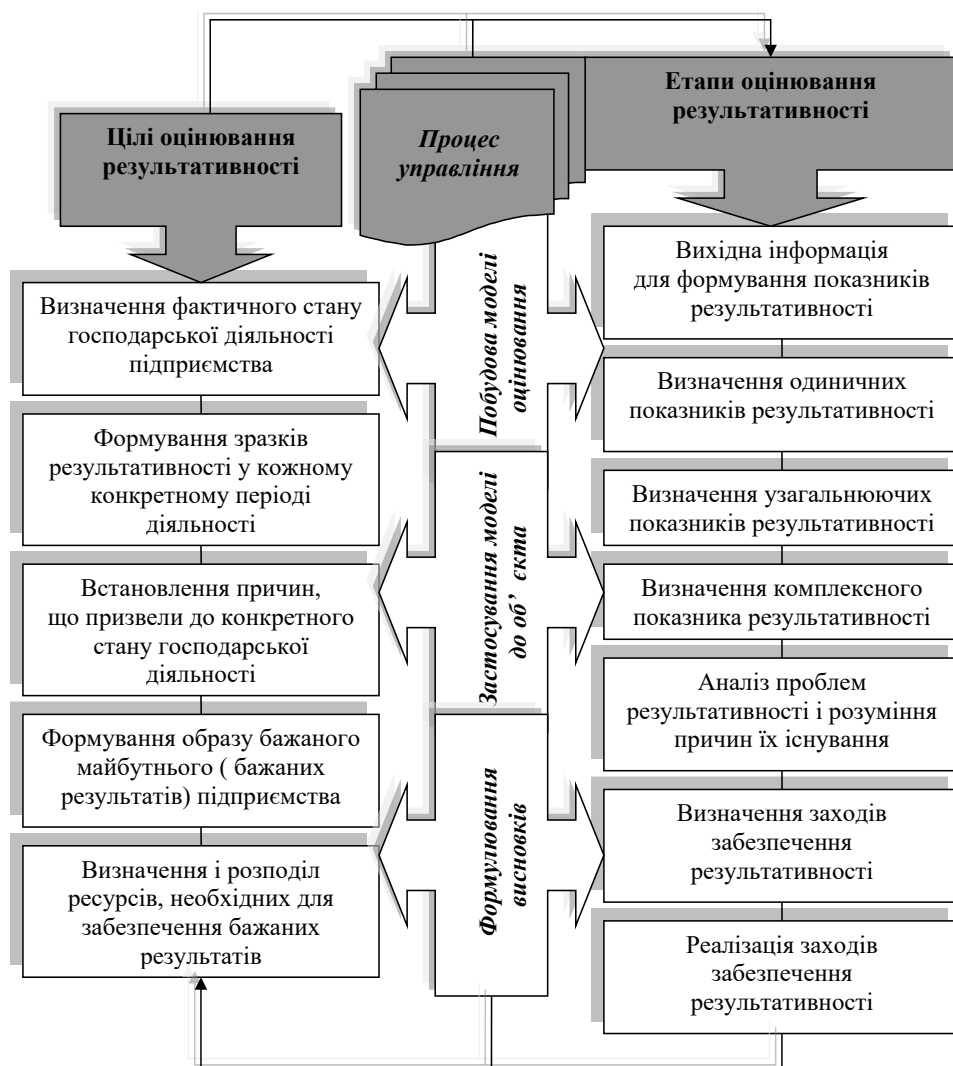 Цілі оцінювання
результативності
Процес
управління
Етапи оцінювання
результативності
Визначення фактичного стану
господарської діяльності
підприємства
Формування зразків
результативності у кожному
конкретному періоді
діяльності
Встановлення причин,
що призвели до конкретного
стану господарської
діяльності
Формування образу бажаного
майбутнього ( бажаних
результатів) підприємства
Визначення і розподіл
ресурсів, необхідних для
забезпечення бажаних
результатів
Побудова моделі
оцінювання
Застосування моделі
до об’ єкта
Формулювання
висновків
Вихідна інформація
для формування показників
результативності
Визначення одиничних
показників результативності
Визначення узагальнюючих
показників результативності
Визначення комплексного
показника результативності
Аналіз проблем
результативності і розуміння
причин їх існування
Визначення заходів
забезпечення
результативності
Реалізація заходів
забезпечення
результативності